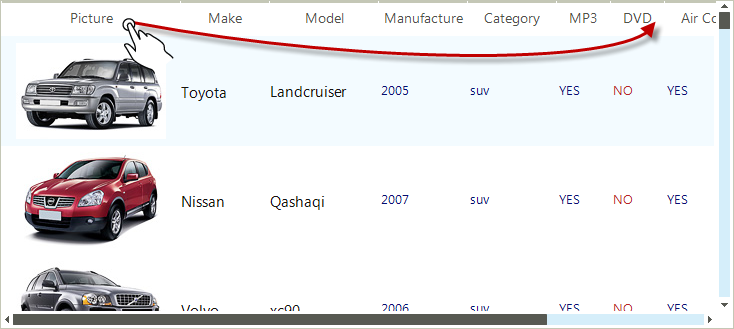 Picture Make Model Manufacture Category MP3 DVD Air Co
Toyota Landcruiser 2005 suv YES NO YES
Nissan Qashaqi 2007 suv YES NO YES
Volvo xc90 2006 suv YES NO YES